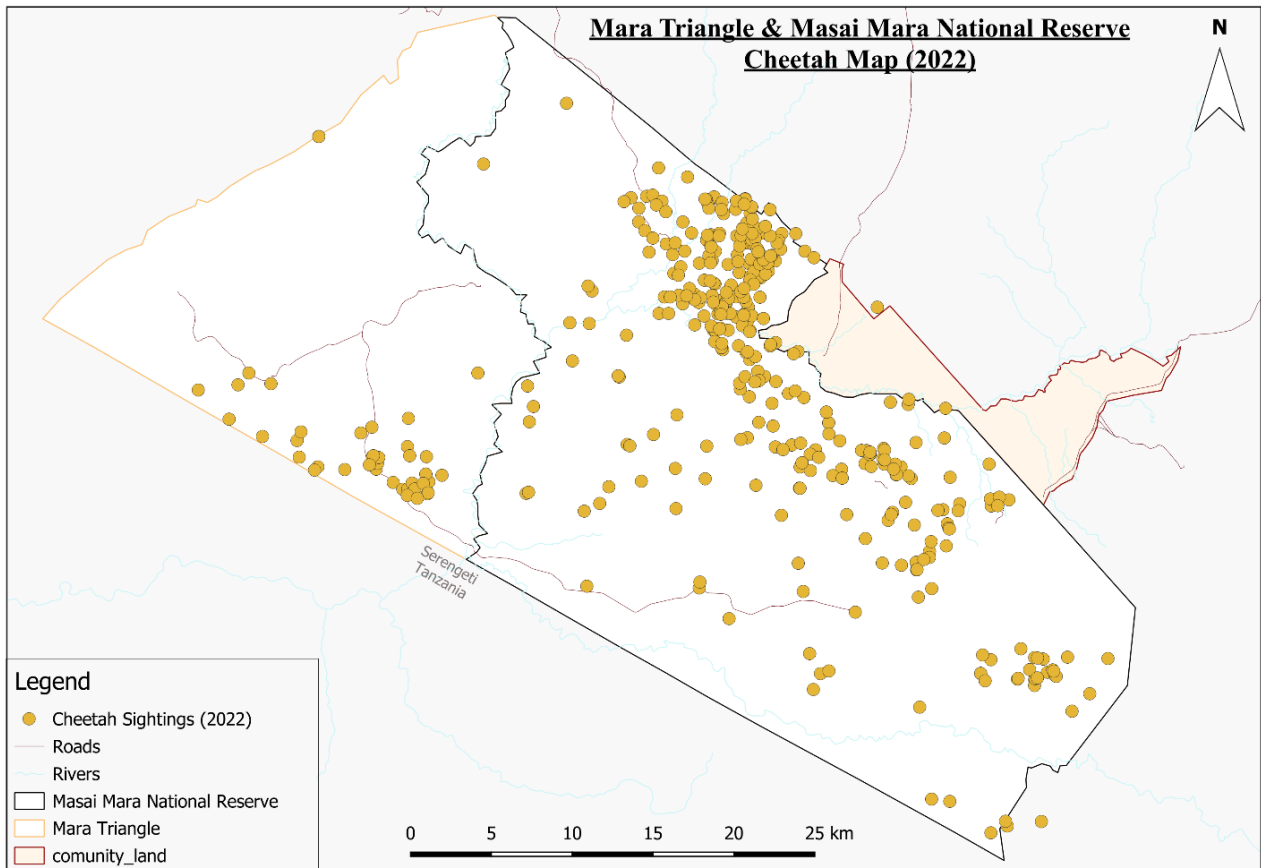 Mara Triangle & Masai Mara National Reserve
Cheetah Map (2022)
N
Serengeti
Tanzania
Legend
Cheetah Sightings (2022)
Roads
Rivers
Masai Mara National Reserve
Mara Triangle
comunity_land
0 5 10 15 20 25 km